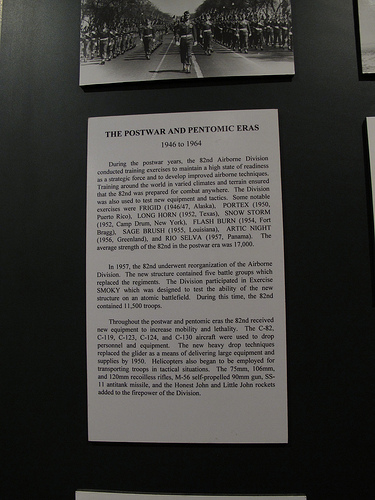 THE POSTWAR AND PENTOMIC ERAS
1946 to 1964
During the postwar years, the 82nd Airborne Division
conducted training exercises to maintain a high state of readiness
as a strategic force and to develop improved airborne techniques.
Training around the world in varied climates and terrain ensured
that the 82nd was prepared for combat anywhere. The Division
was also used to test new equipment and tactics. Some notable
exercises were FRIGID (1946/47, Alaska), PORTEX (1950,
Puerto Rico), LONG HORN (1952, Texas), SNOW STORM
(1952, Camp Drum, New York), FLASH BURN (1954, Fort
Bragg), SAGE BRUSH (1955, Louisiana), ARCTIC NIGHT
(1956, Greenland), and RIO SELVA (1957, Panama). The
average strength of the 82nd in the postwar era was 17,000.
In 1957, the 82nd underwent reorganization of the Airborne
Division. The new structure contained five battle groups which
replaced the regiments. The Division participated in Exercise
SMOKY which was designed to test the ability of the new
structure on an atomic battlefield. During this time, the 82nd
contained 11,500 troops.
Throughout the postwar and pentomic eras the 82nd received
new equipment to increase mobility and lethality. The C-82,
C-119, C-123, C-124, and C-130 aircraft were used to drop
personnel and equipment. The new heavy drop techniques
replaced the glider as a means of delivering large equipment and
supplies by 1950. Helicopters also began to be employed for
transporting troops in tactical situations. The 75mm, 106mm,
and 120mm recoilless rifles, M-56 self-propelled 90mm gun, SS-
11 antitank missile, and the Honest John and Little John rockets
added to the firepower of the Division.